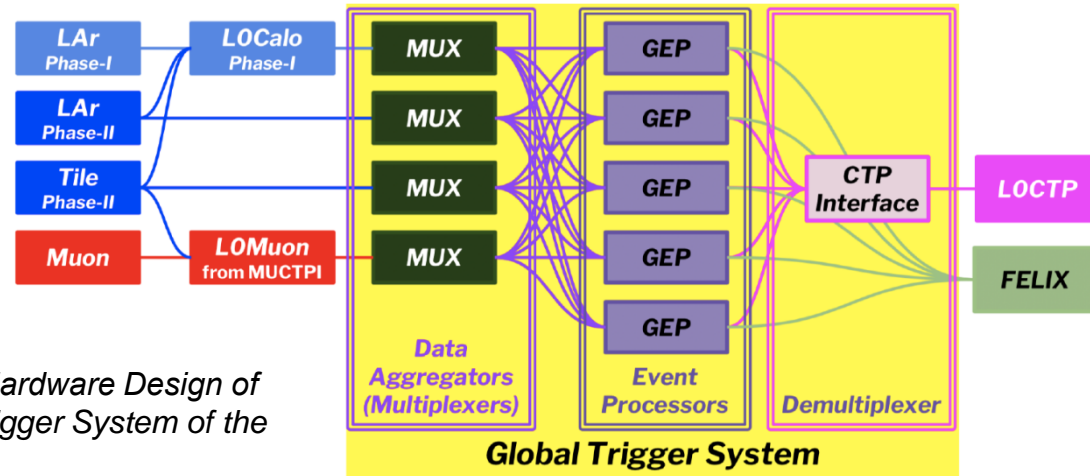 LAr
Phase-I
L0Calo
Phase-I
MUX
GEP
LAr
Phase-II
MUX
GEP
Tile
Phase-II
MUX
GEP
CTP
Interface
L0CTP
Muon
L0Muon
from MUCTPI
MUX
GEP
FELIX
GEP
Data
Aggregators
(Multiplexers)
Event
Processors
Demultiplexer
Hardware Design of
Trigger System of the
Global Trigger System